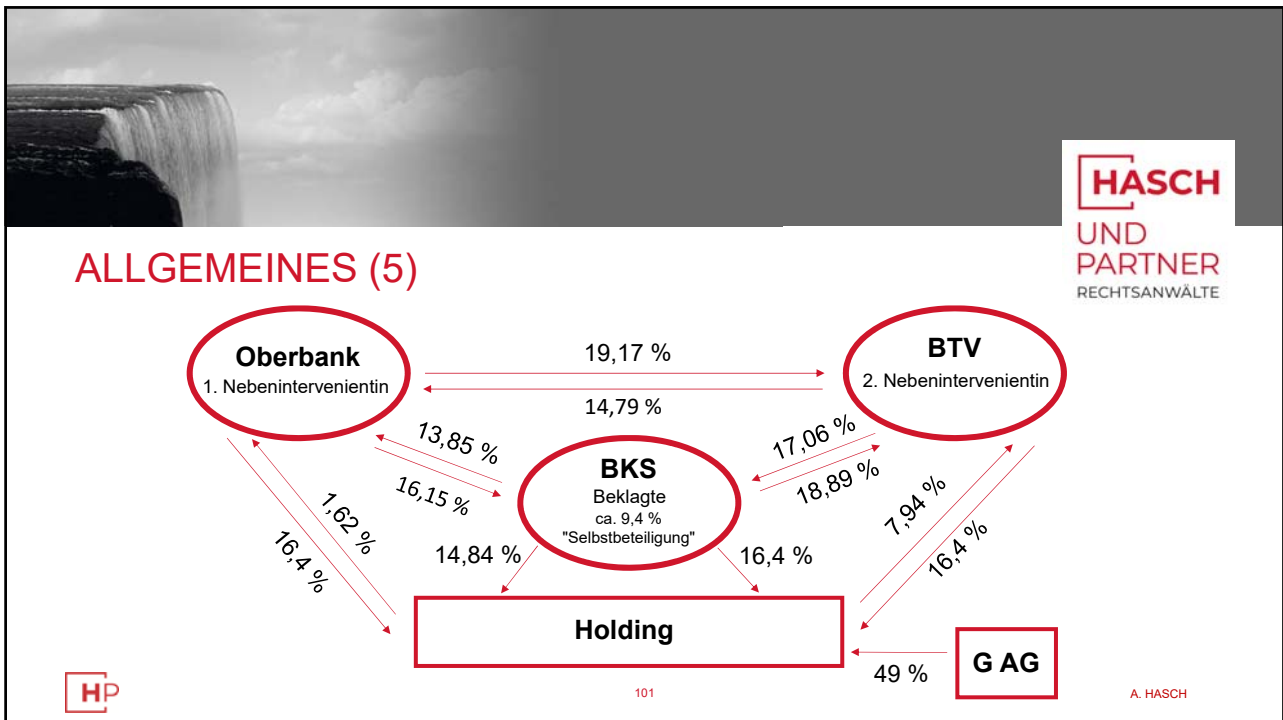 HASCH
UND
PARTNER
RECHTSANWÄLTE
ALLGEMEINES (5)
Oberbank
1. Nebenintervenientin
19,17 %
14,79 %
BTV
2. Nebenintervenientin
13,85 %
16,15 %
BKS
Beklagte
ca. 9,4 %
"Selbstbeteiligung"
17,06 %
18,89 %
1,62 %
16,4 %
14,84 %
16,4 %
7,94 %
16,4 %
Holding
49 %
G AG
HP
101
A. HASCH